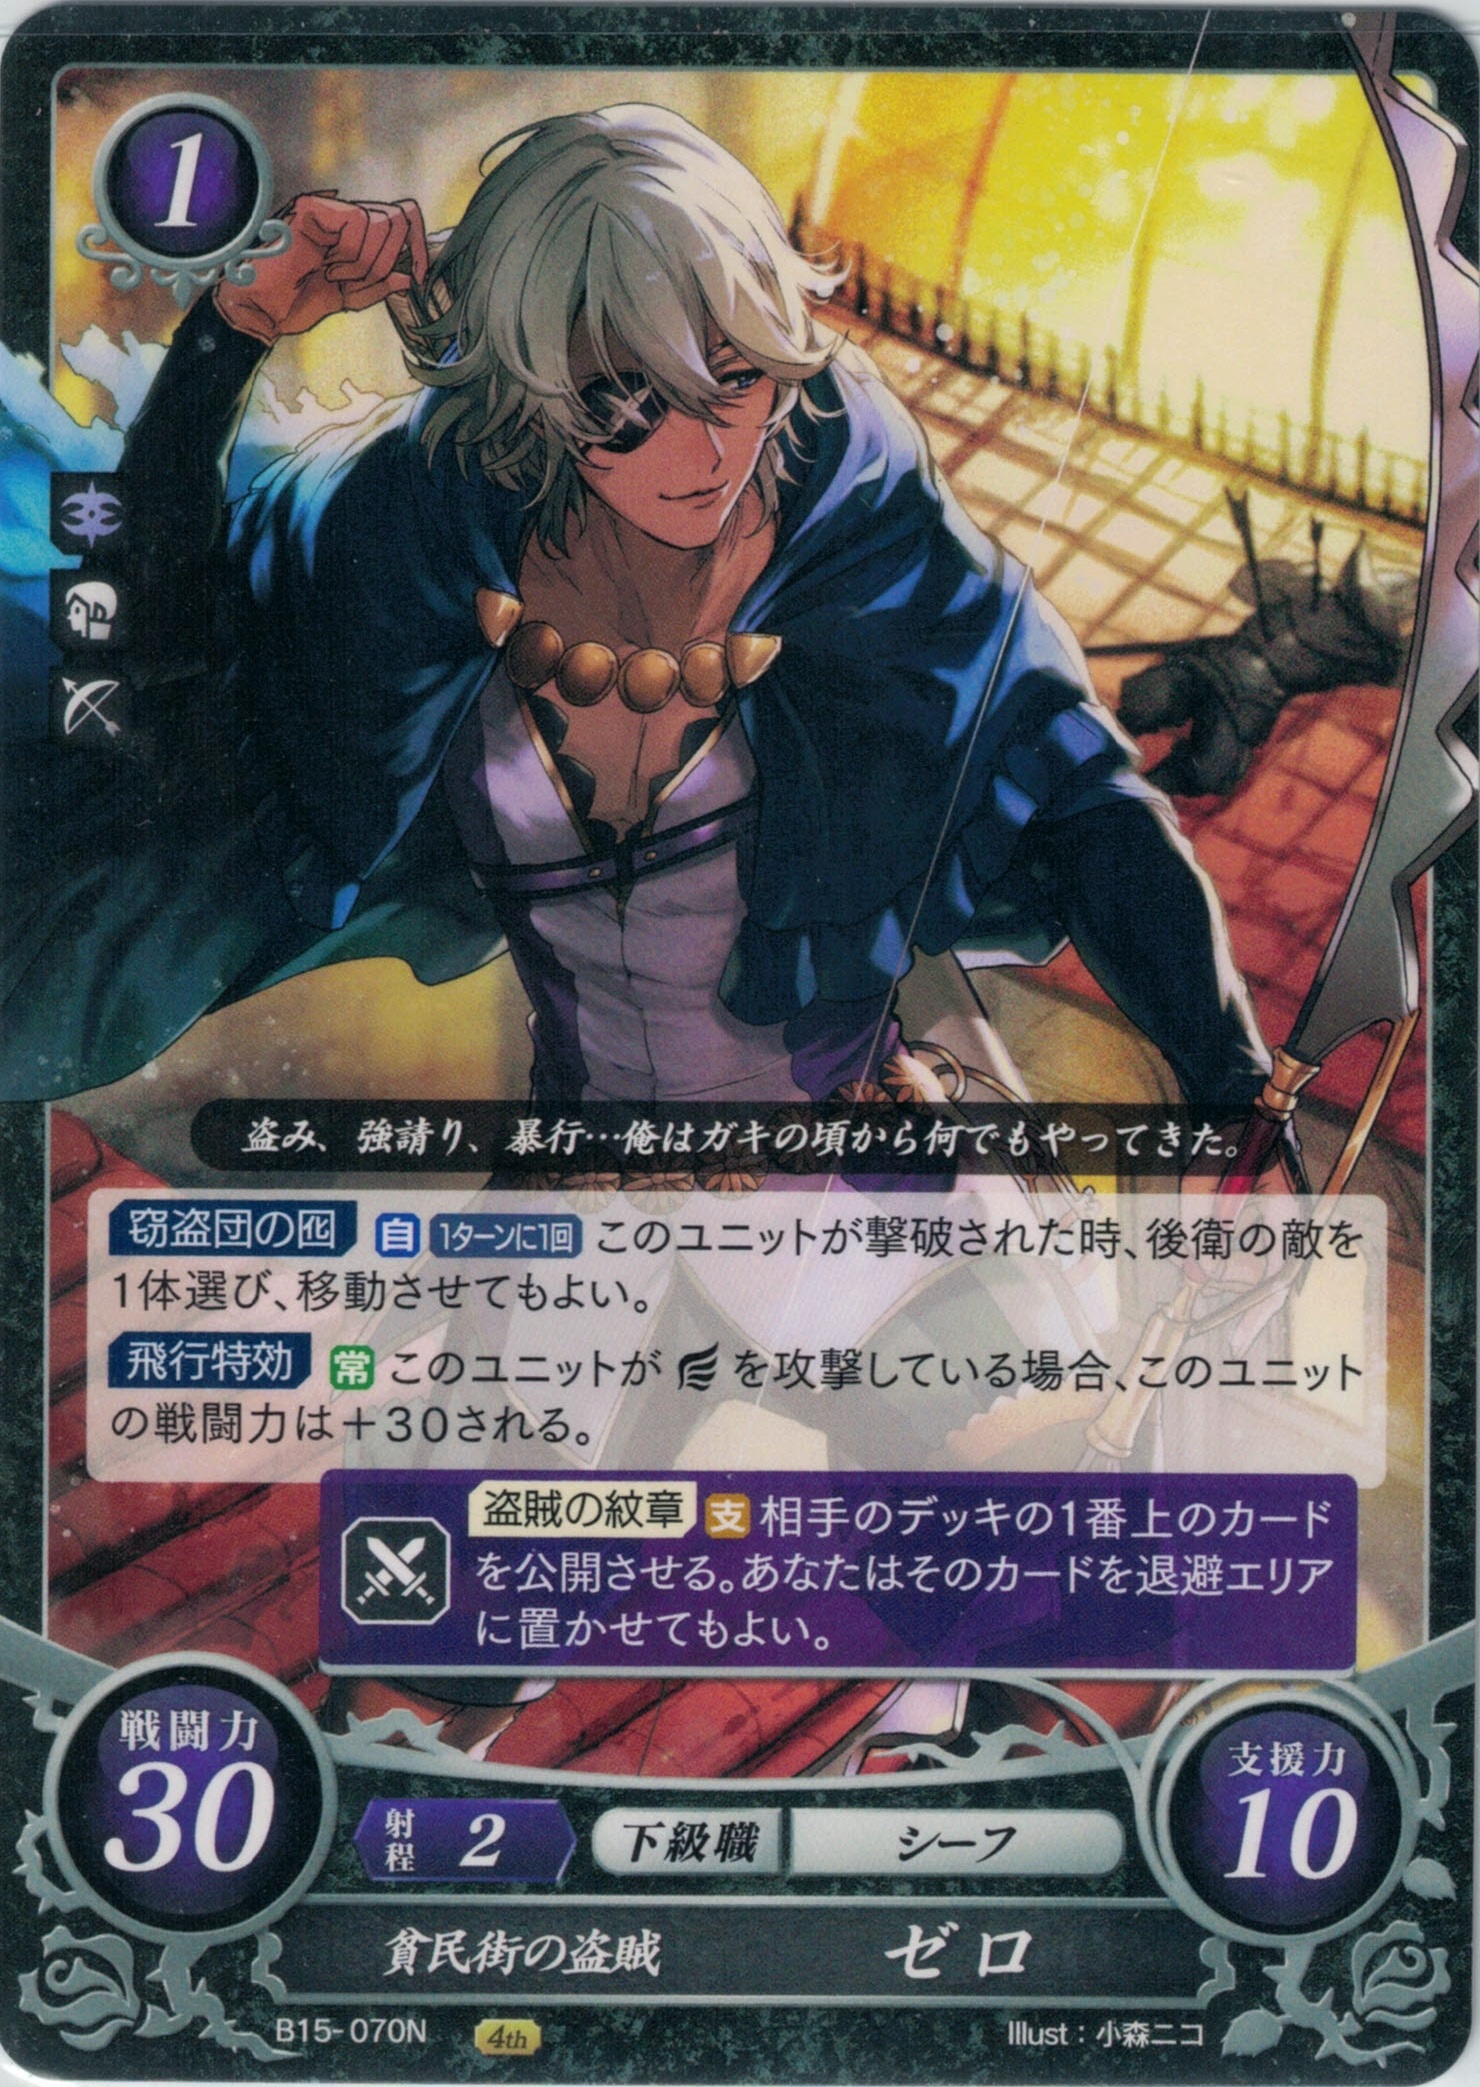 1
盗み、強請り、暴行…俺はガキの頃から何でもやってきた。
窃盗団の囮 自 1ターンに1回 このユニットが撃破された時、後衛の敵を
1体選び、移動させてもよい。
飛行特効 常 このユニットが を攻撃している場合、このユニット
の戦闘力は＋30される。
盗賊の紋章 支 相手のデッキの1番上のカード
を公開させる。あなたはそのカードを退避エリア
に置かせてもよい。
戦闘力
30
射程 2
下級職 シーフ
支援力
10
貧民街の盗賊 ゼロ
B15-070N 4th Illust：小森ニコ